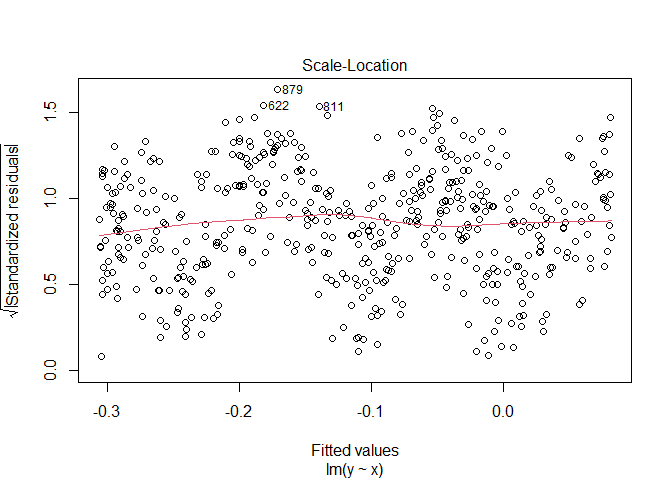 Scale-Location
879
622
811
√|Standardized residuals|
0.0
0.5
1.0
1.5
-0.3
-0.2
-0.1
0.0
Fitted values
lm(y ~ x)